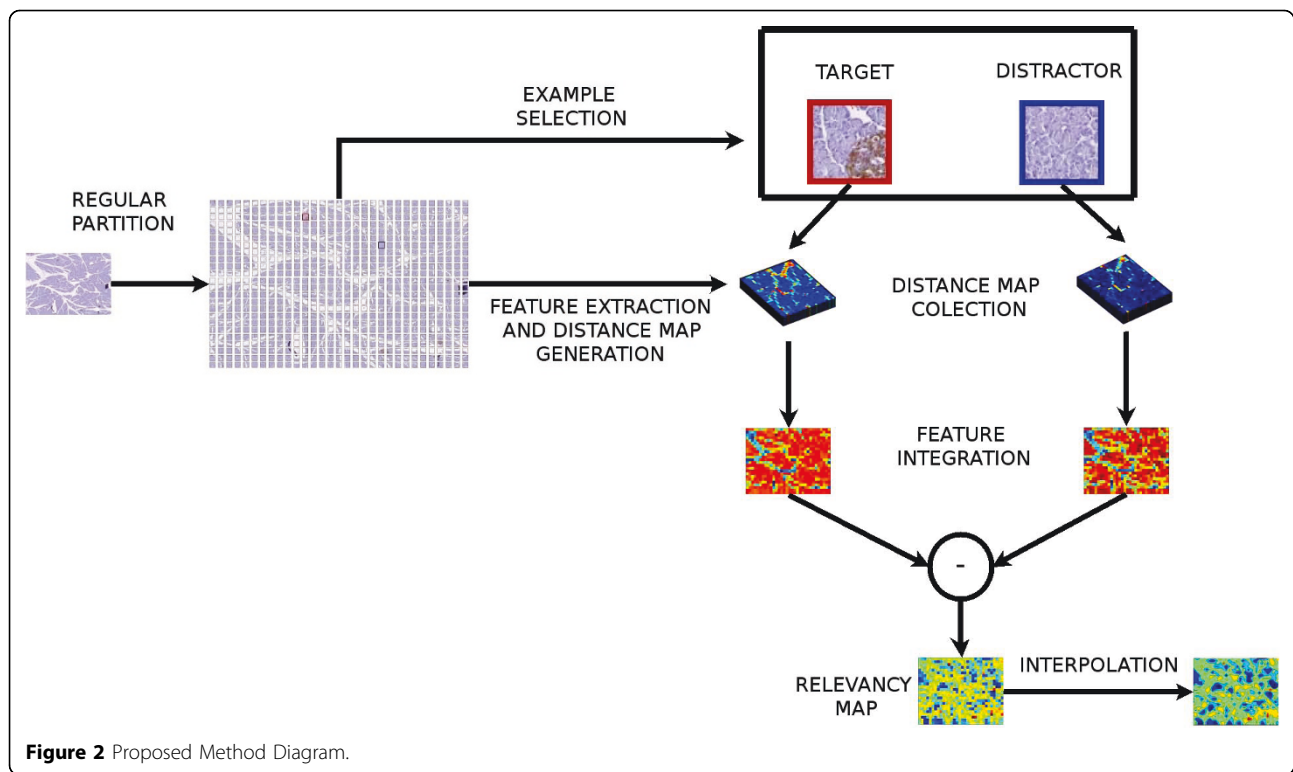 TARGET
DISTRACTOR
EXAMPLE
SELECTION
REGULAR
PARTITION
FEATURE EXTRACTION
AND DISTANCE MAP
GENERATION
DISTANCE MAP
COLECTION
FEATURE
INTEGRATION
-
RELEVANCY
MAP
INTERPOLATION
Figure 2 Proposed Method Diagram.